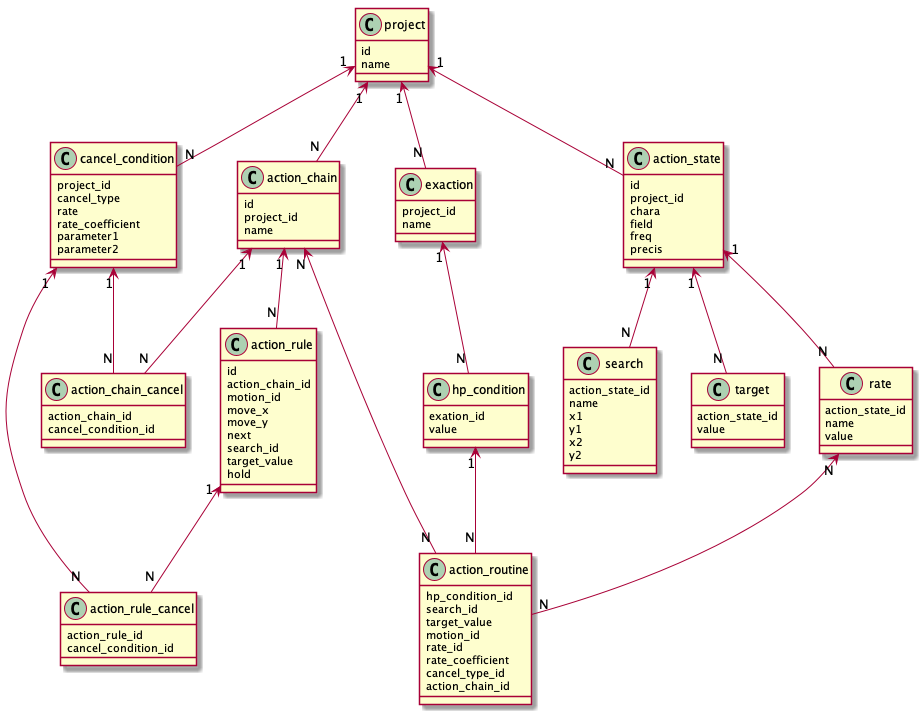 C project
id
name
1
1
1
1
N
N
N
N
C cancel_condition
project_id
cancel_type
rate
rate_coefficient
parameter1
parameter2
C action_chain
id
project_id
name
C exaction
project_id
name
C action_state
id
project_id
chara
field
freq
precis
1
1
1
1
N
1
1
1
1
N
N
N
N
N
N
N
C action_chain_cancel
action_chain_id
cancel_condition_id
C action_rule
id
action_chain_id
motion_id
move_x
move_y
next
search_id
target_value
hold
C hp_condition
exation_id
value
C search
action_state_id
name
x1
y1
x2
y2
C target
action_state_id
value
C rate
action_state_id
name
value
1
1
N
N
N
N
N
N
C action_rule_cancel
action_rule_id
cancel_condition_id
C action_routine
hp_condition_id
search_id
target_value
motion_id
rate_id
rate_coefficient
cancel_type_id
action_chain_id